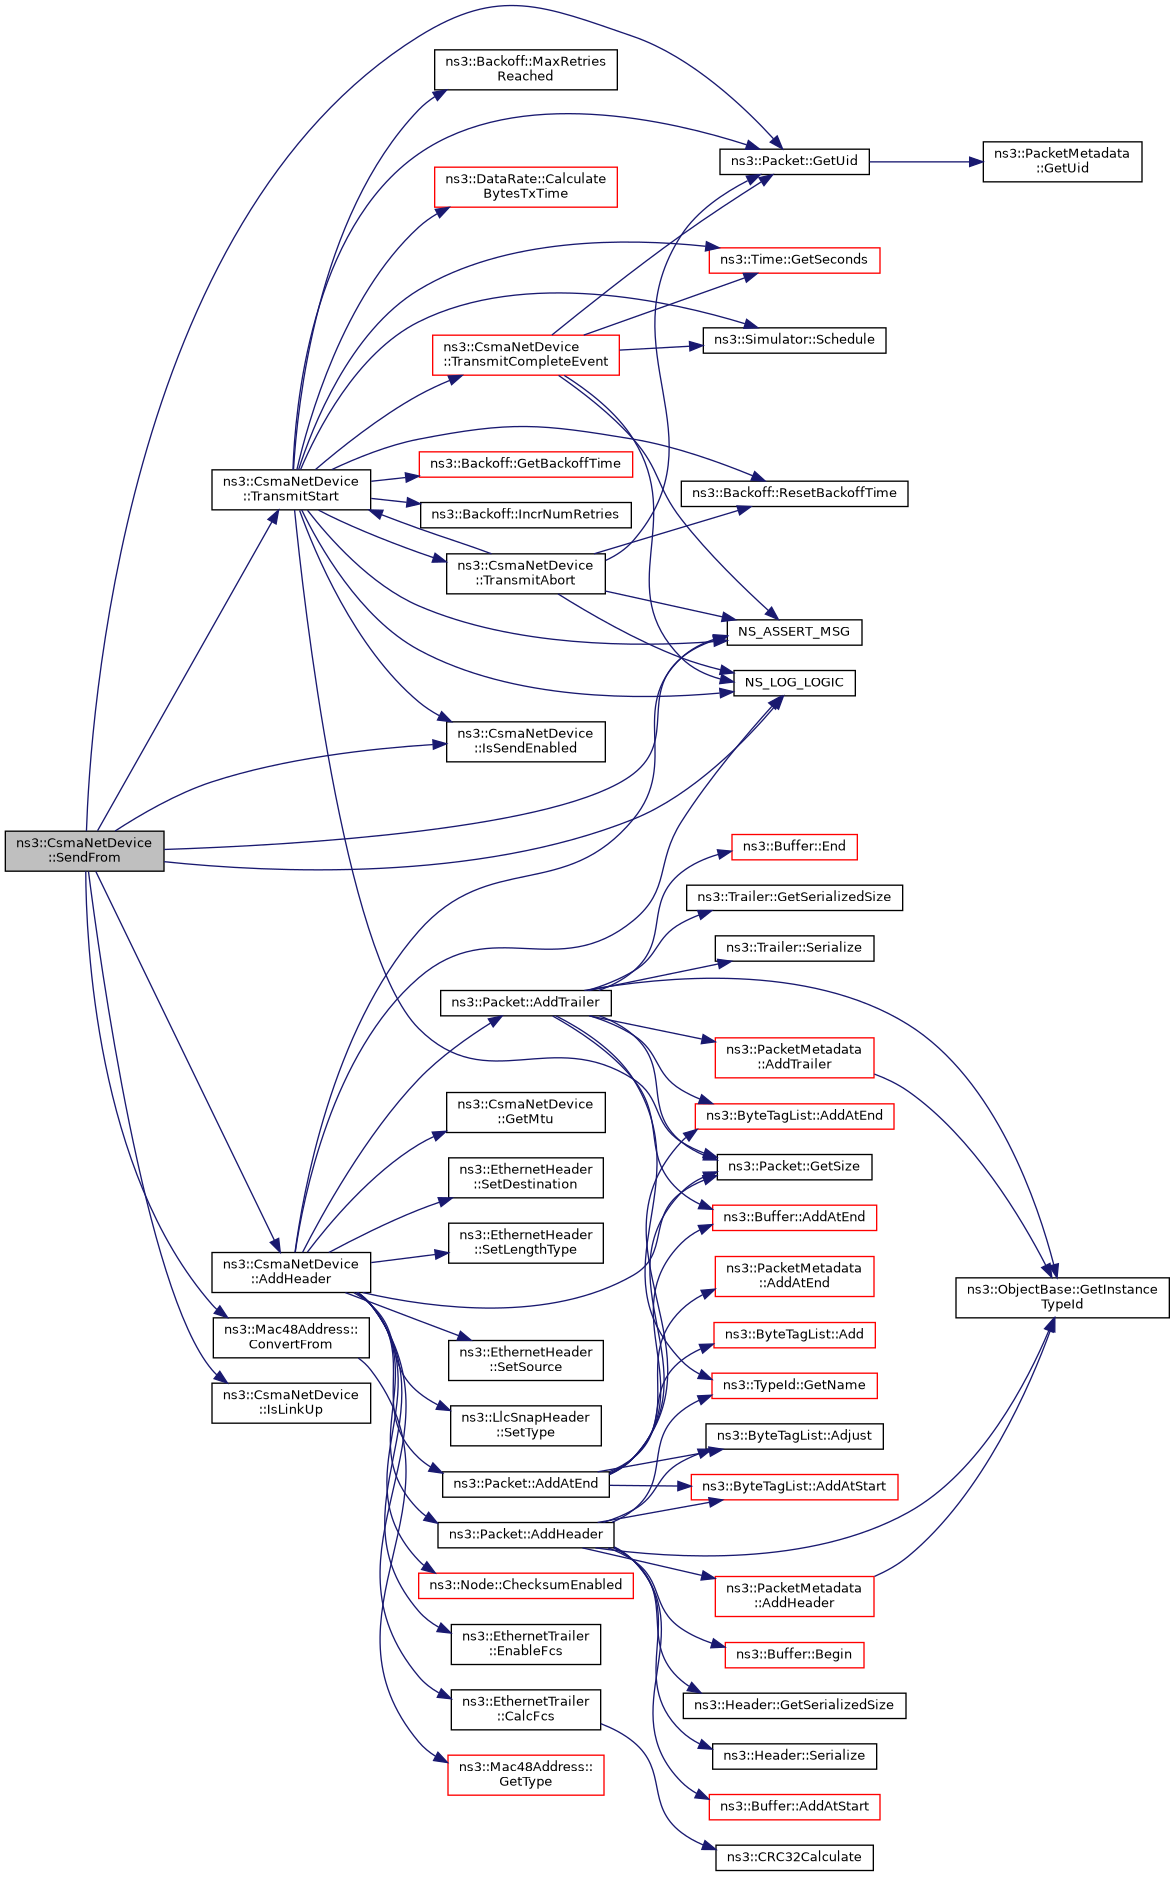 ns3::Backoff::MaxRetries
Reached
ns3::Packet::GetUid
ns3::PacketMetadata
::GetUid
ns3::DataRate::Calculate
BytesTxTime
ns3::Time::GetSeconds
ns3::Simulator::Schedule
ns3::CsmaNetDevice
::TransmitCompleteEvent
ns3::Backoff::GetBackoffTime
ns3::CsmaNetDevice
::TransmitStart
ns3::Backoff::ResetBackoffTime
ns3::Backoff::IncrNumRetries
ns3::CsmaNetDevice
::TransmitAbort
NS_ASSERT_MSG
NS_LOG_LOGIC
ns3::CsmaNetDevice
::IsSendEnabled
ns3::CsmaNetDevice
::SendFrom
ns3::Buffer::End
ns3::Trailer::GetSerializedSize
ns3::Trailer::Serialize
ns3::Packet::AddTrailer
ns3::PacketMetadata
::AddTrailer
ns3::CsmaNetDevice
::GetMtu
ns3::ByteTagList::AddAtEnd
ns3::Packet::GetSize
ns3::EthernetHeader
::SetDestination
ns3::Buffer::AddAtEnd
ns3::EthernetHeader
::SetLengthType
ns3::CsmaNetDevice
::AddHeader
ns3::PacketMetadata
::AddAtEnd
ns3::ObjectBase::GetInstance
TypeId
ns3::Mac48Address::
ConvertFrom
ns3::ByteTagList::Add
ns3::EthernetHeader
::SetSource
ns3::TypeId::GetName
ns3::CsmaNetDevice
::IsLinkUp
ns3::LlcSnapHeader
::SetType
ns3::ByteTagList::Adjust
ns3::Packet::AddAtEnd
ns3::ByteTagList::AddAtStart
ns3::Packet::AddHeader
ns3::Node::ChecksumEnabled
ns3::PacketMetadata
::AddHeader
ns3::EthernetTrailer
::EnableFcs
ns3::Buffer::Begin
ns3::EthernetTrailer
::CalcFcs
ns3::Header::GetSerializedSize
ns3::Header::Serialize
ns3::Mac48Address::
GetType
ns3::Buffer::AddAtStart
ns3::CRC32Calculate